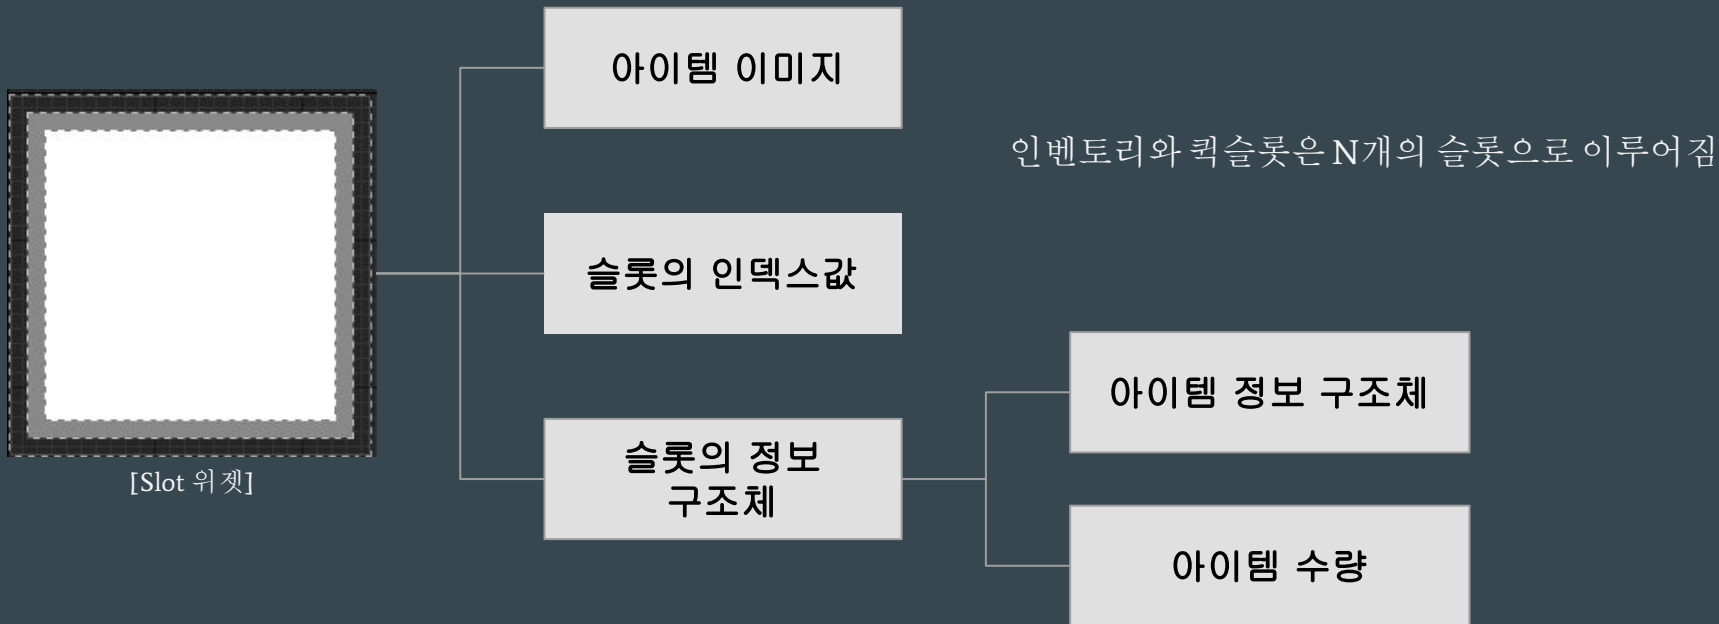 아이템 이미지
인벤토리와 퀵슬롯은 N개의 슬롯으로 이루어짐
슬롯의 인덱스값
아이템 정보 구조체
슬롯의 정보
구조체
[Slot 위젯]
아이템 수량